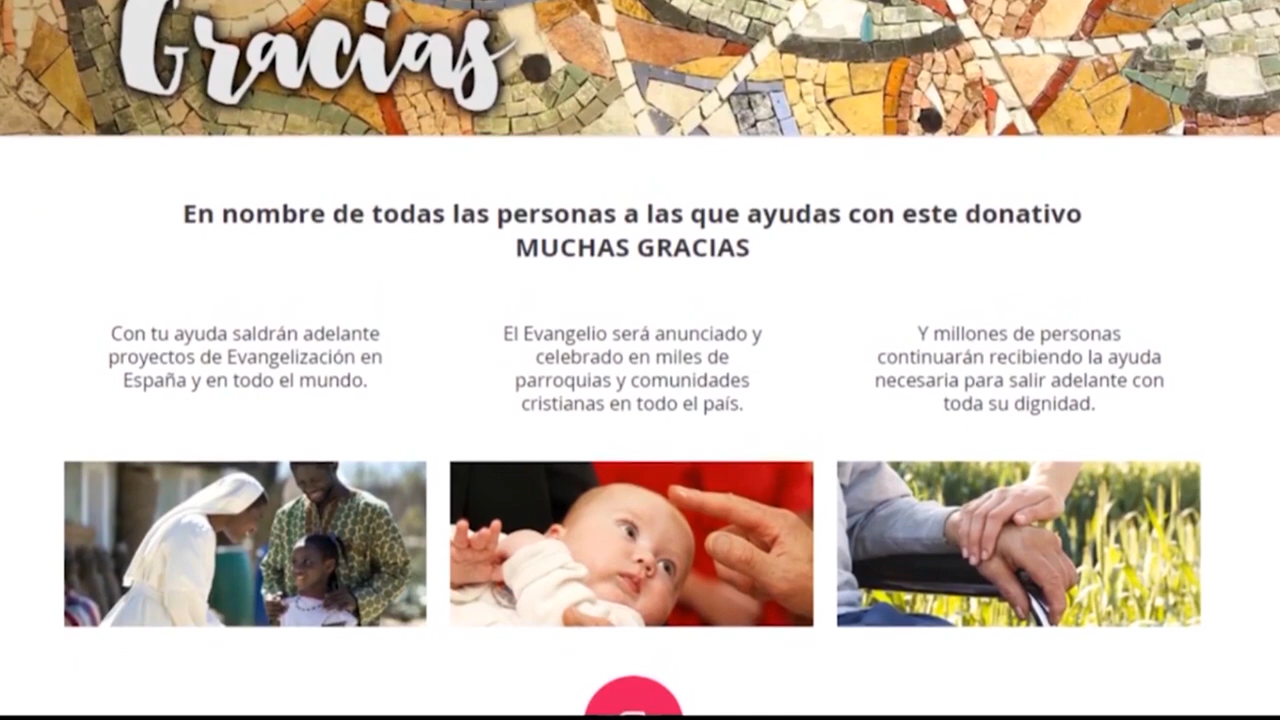 Gracias
En nombre de todas las personas a las que ayudas con este donativo
MUCHAS GRACIAS
Con tu ayuda saldrán adelante
proyectos de Evangelización en
España y en todo el mundo.
El Evangelio será anunciado y
celebrado en miles de
parroquias y comunidades
cristianas en todo el país.
Y millones de personas
continuarán recibiendo la ayuda
necesaria para salir adelante con
toda su dignidad.